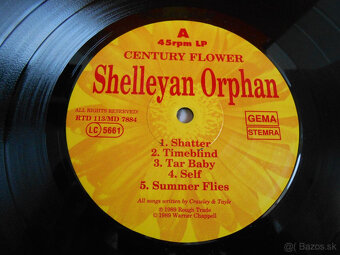 A
45rpm LP
CENTURY FLOWER
Shelleyan Orphan
ALL RIGHTS RESERVED!
RTD 113/MD 7884
LC 5661
GEMA
STEMRA
1. Shatter
2. Timeblind
3. Tar Baby
4. Self
5. Summer Flies
All songs written by Crawley & Tayle
℗ 1989 Rough Trade
© 1989 Warner Chappell
Bazos.sk